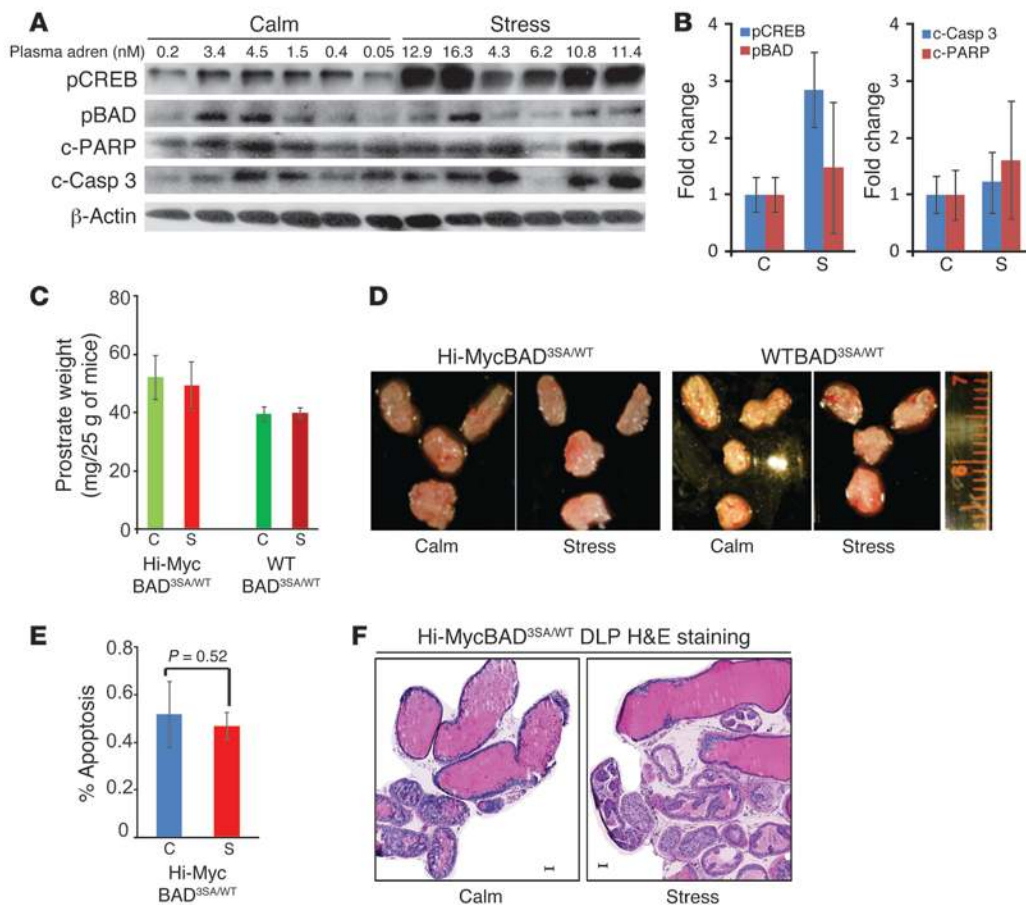 A
Calm Stress
Plasma adren (nM) 0.2 3.4 4.5 1.5 0.4 0.05 12.9 16.3 4.3 6.2 10.8 11.4
pCREB
pBAD
c-PARP
c-Casp 3
β-Actin
B
Fold change
4
3
2
1
0
pCREB
pBAD
C S
Fold change
4
3
2
1
0
c-Casp 3
c-PARP
C S
C
Prostrate weight
(mg/25 g of mice)
80
60
40
20
0
C S C S
Hi-Myc WT
BAD3SA/WT BAD3SA/WT
D
Hi-MycBAD3SA/WT WTBAD3SA/WT
7
6
Calm Stress Calm Stress
E
% Apoptosis
0.8
0.6
0.4
0.2
0
P = 0.52
C S
Hi-Myc
BAD3SA/WT
F
Hi-MycBAD3SA/WT DLP H&E staining
Calm Stress